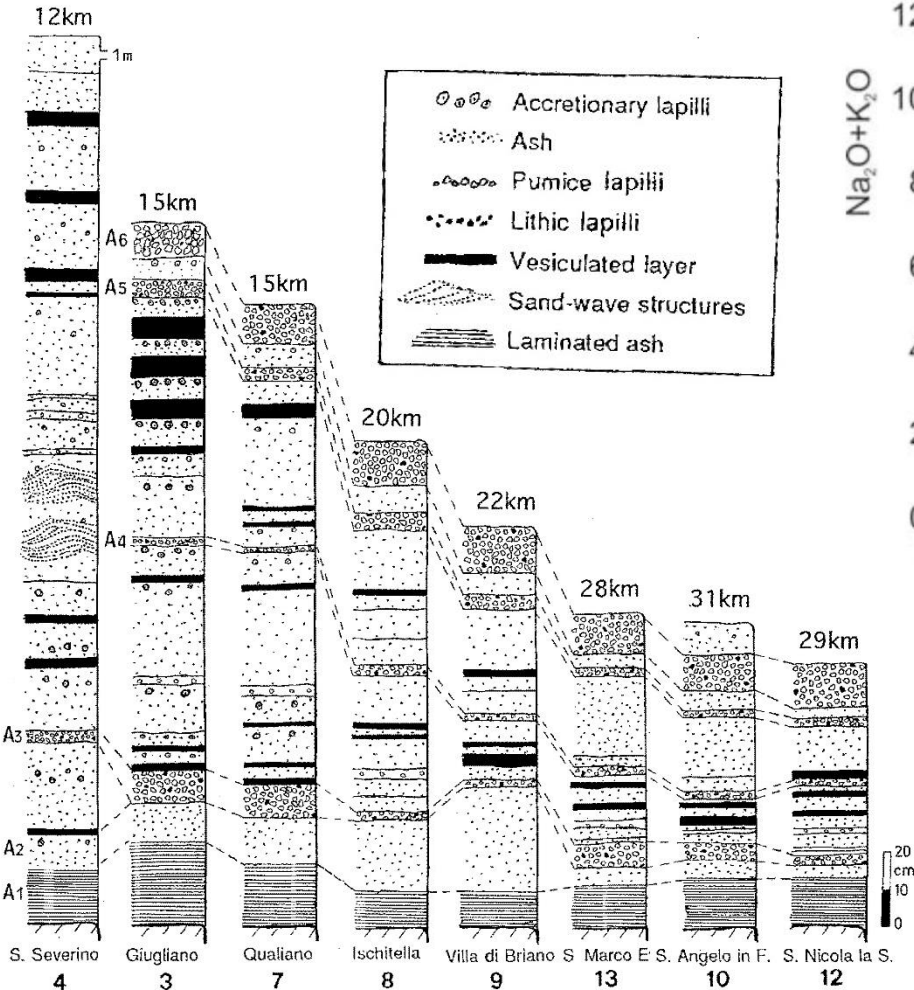 12km
1m
15km
15km
20km
22km
28km
31km
29km
Accretionary lapilli
Ash
Pumice lapilli
Lithic lapilli
Vesiculated layer
Sand-wave structures
Laminated ash
12
10
8
6
4
2
0
Na2O+K2O
A6
A5
A4
A3
A2
A1
20
cm
10
0
S. Severino
4
Giugliano
3
Qualiano
7
Ischitella
8
Villa di Briano
9
S Marco E
13
S. Angelo in F.
10
S. Nicola la S.
12